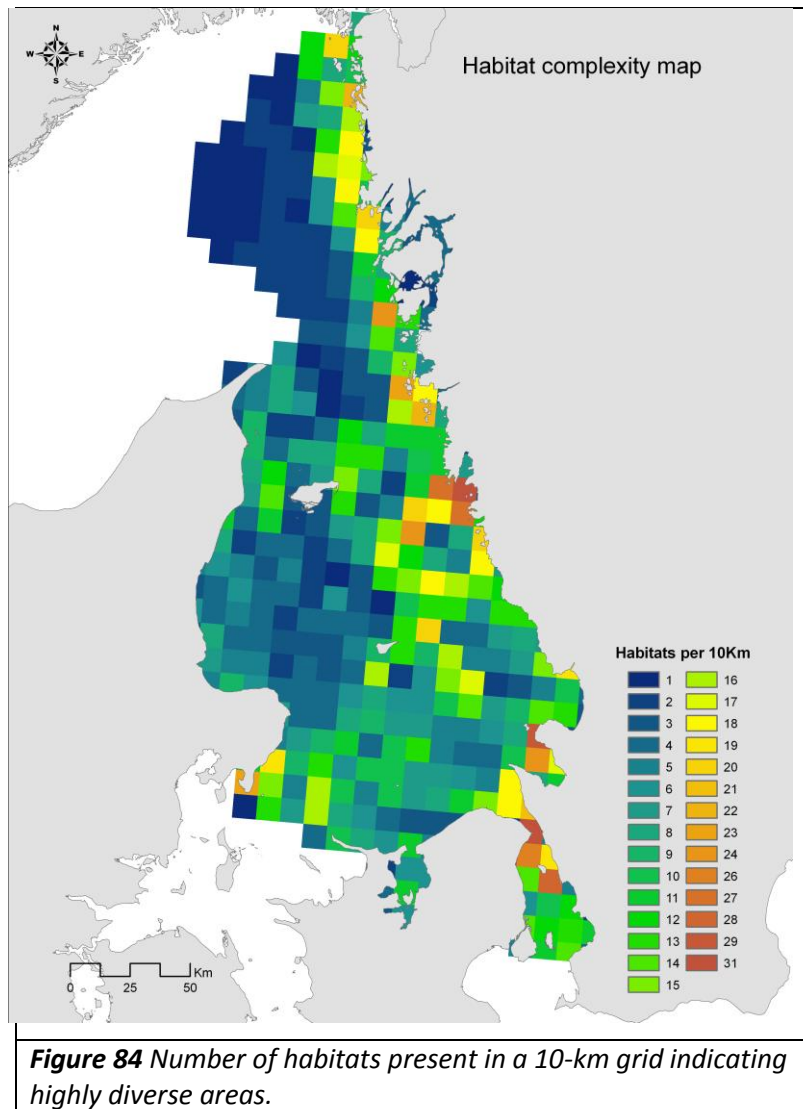 N
W E
S
Habitat complexity map
Habitats per 10Km
1 16
2 17
3 18
4 19
5 20
6 21
7 22
8 23
9 24
10 26
11 27
12 28
13 29
14 31
15
Km
0 25 50
Figure 84 Number of habitats present in a 10-km grid indicating
highly diverse areas.